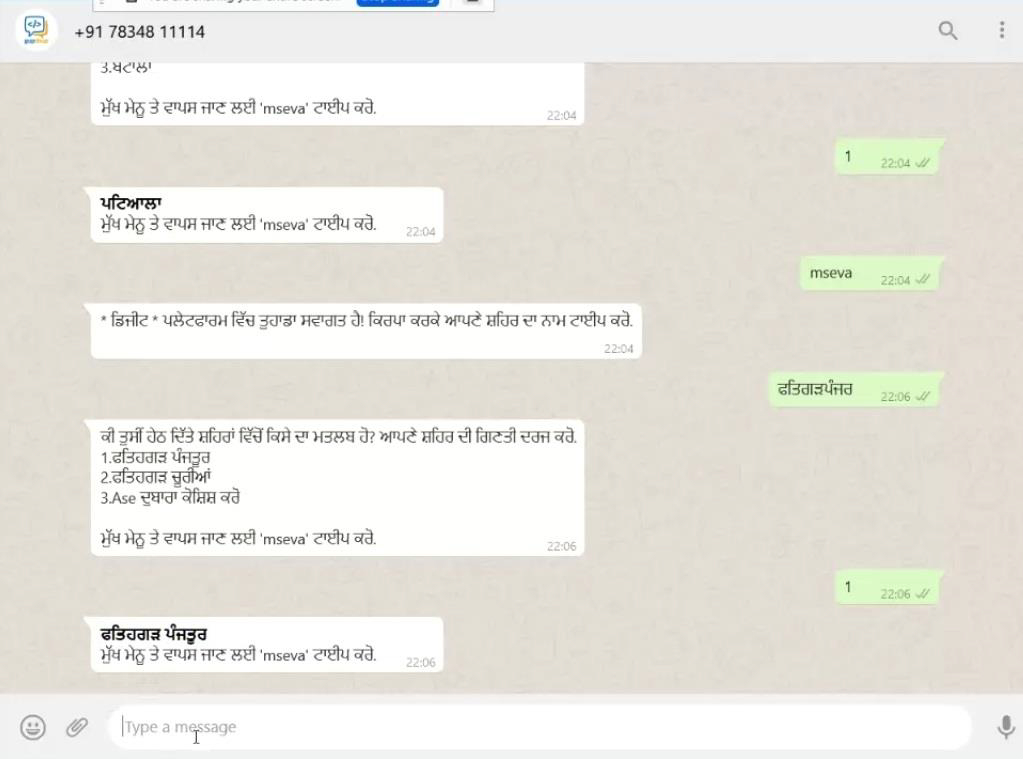 +91 78348 11114
3.ਬਟਾਲਾ
ਮੁੱਖ ਮੇਨੂ ਤੇ ਵਾਪਸ ਜਾਣ ਲਈ 'mseva' ਟਾਈਪ ਕਰੋ.
22:04
1
22:04
ਪਟਿਆਲਾ
ਮੁੱਖ ਮੇਨੂ ਤੇ ਵਾਪਸ ਜਾਣ ਲਈ 'mseva' ਟਾਈਪ ਕਰੋ.
22:04
mseva
22:04
* ਡਿਜੀਟ * ਪਲੇਟਫਾਰਮ ਵਿੱਚ ਤੁਹਾਡਾ ਸਵਾਗਤ ਹੈ! ਕਿਰਪਾ ਕਰਕੇ ਆਪਣੇ ਸ਼ਹਿਰ ਦਾ ਨਾਮ ਟਾਈਪ ਕਰੋ.
22:04
ਫਤਿਗੜਪੰਜਰ
22:06
ਕੀ ਤੁਸੀਂ ਹੇਠ ਦਿੱਤੇ ਸ਼ਹਿਰਾਂ ਵਿੱਚੋਂ ਕਿਸੇ ਦਾ ਮਤਲਬ ਹੋ? ਆਪਣੇ ਸ਼ਹਿਰ ਦੀ ਗਿਣਤੀ ਦਰਜ ਕਰੋ.
1.ਫਤਿਹਗੜ ਪੰਜਤੂਰ
2.ਫਤਿਹਗੜ ਚੂਰੀਆਂ
3.Ase ਦੁਬਾਰਾ ਕੋਸ਼ਿਸ਼ ਕਰੋ
ਮੁੱਖ ਮੇਨੂ ਤੇ ਵਾਪਸ ਜਾਣ ਲਈ 'mseva' ਟਾਈਪ ਕਰੋ.
22:06
1
22:06
ਫਤਿਹਗੜ ਪੰਜਤੂਰ
ਮੁੱਖ ਮੇਨੂ ਤੇ ਵਾਪਸ ਜਾਣ ਲਈ 'mseva' ਟਾਈਪ ਕਰੋ.
22:06
Type a message